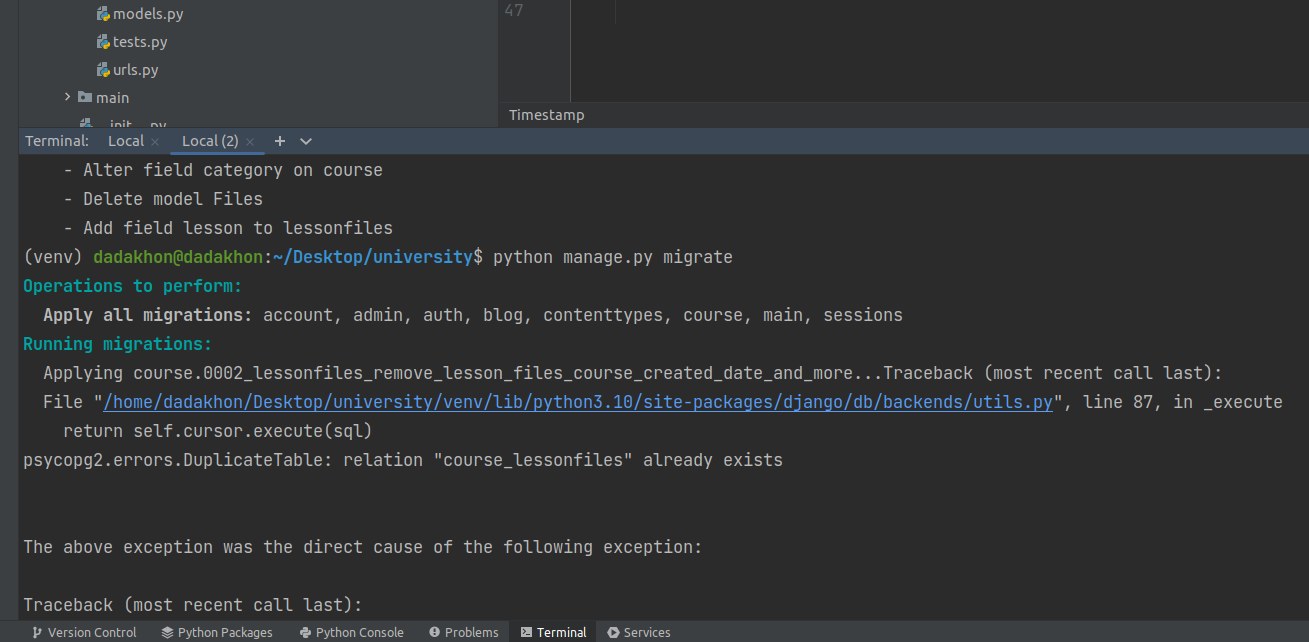 models.py
tests.py
urls.py
main
47
Timestamp
Terminal: Local Local (2)
- Alter field category on course
- Delete model Files
- Add field lesson to lessonfiles
(venv) dadakhon@dadakhon:~/Desktop/university$ python manage.py migrate
Operations to perform:
Apply all migrations: account, admin, auth, blog, contenttypes, course, main, sessions
Running migrations:
Applying course.0002_lessonfiles_remove_lesson_files_course_created_date_and_more...Traceback (most recent call last):
File "/home/dadakhon/Desktop/university/venv/lib/python3.10/site-packages/django/db/backends/utils.py", line 87, in _execute
return self.cursor.execute(sql)
psycopg2.errors.DuplicateTable: relation "course_lessonfiles" already exists
The above exception was the direct cause of the following exception:
Traceback (most recent call last):
Version Control Python Packages Python Console Problems Terminal Services